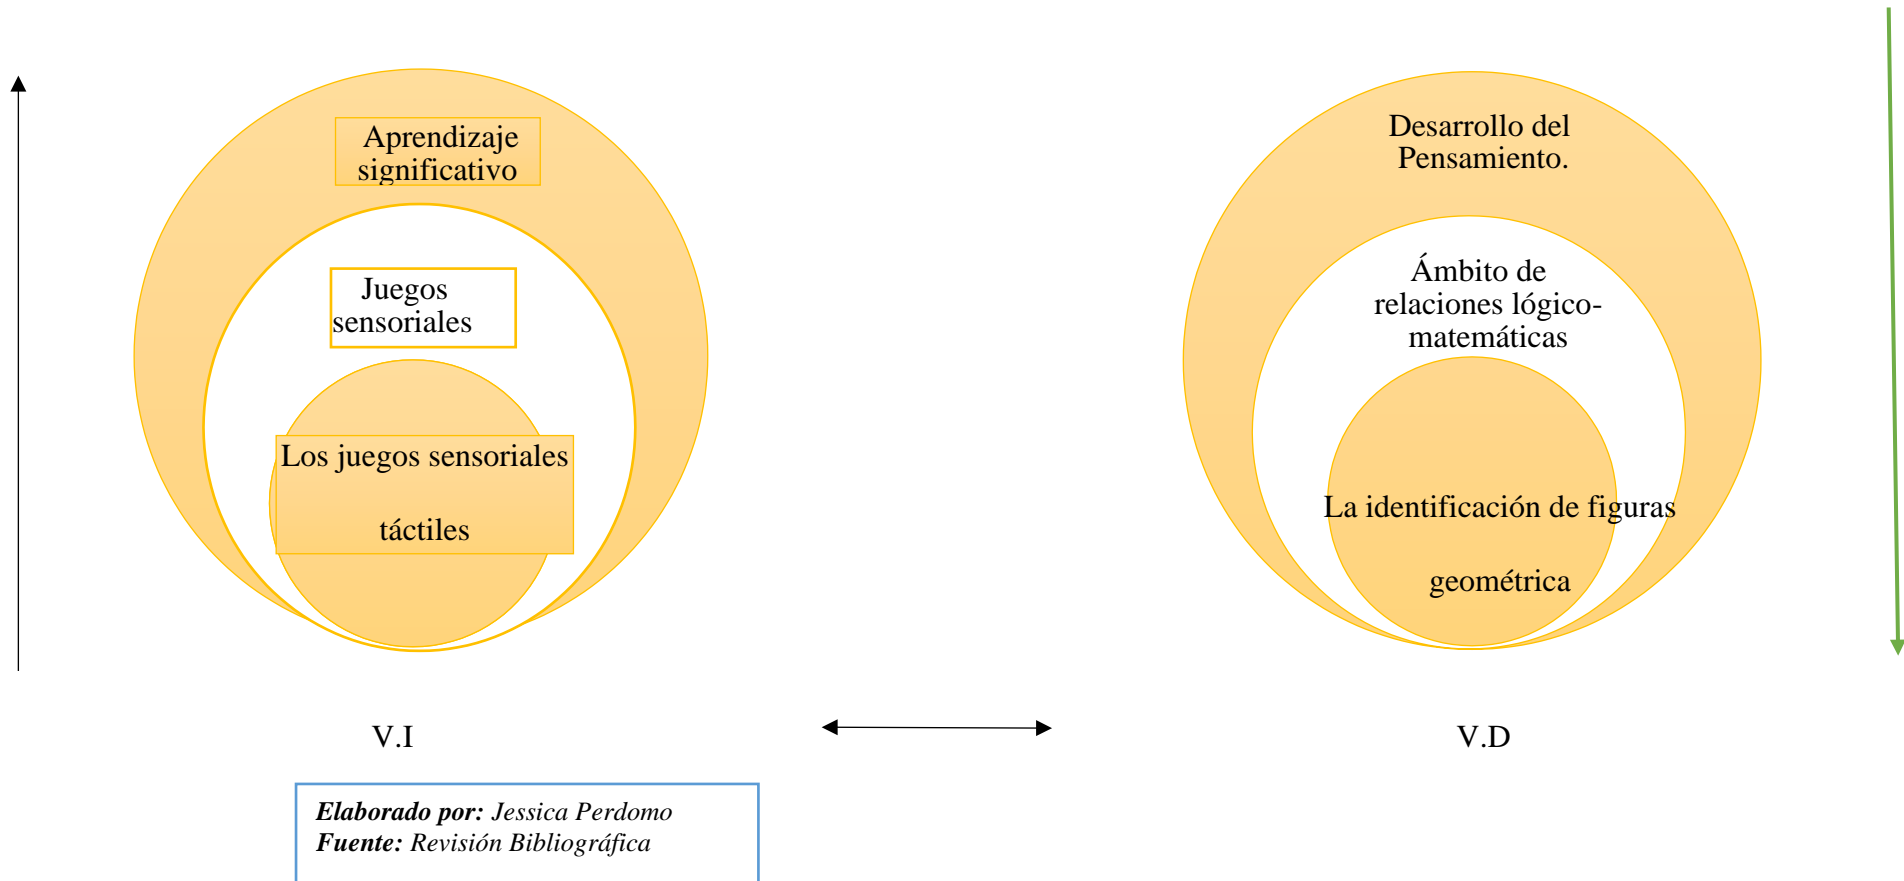 Aprendizaje
significativo
Juegos
sensoriales
Los juegos sensoriales
táctiles
V.I
Desarrollo del
Pensamiento.
Ámbito de
relaciones lógico-
matemáticas
La identificación de figuras
geométrica
V.D
Elaborado por: Jessica Perdomo
Fuente: Revisión Bibliográfica